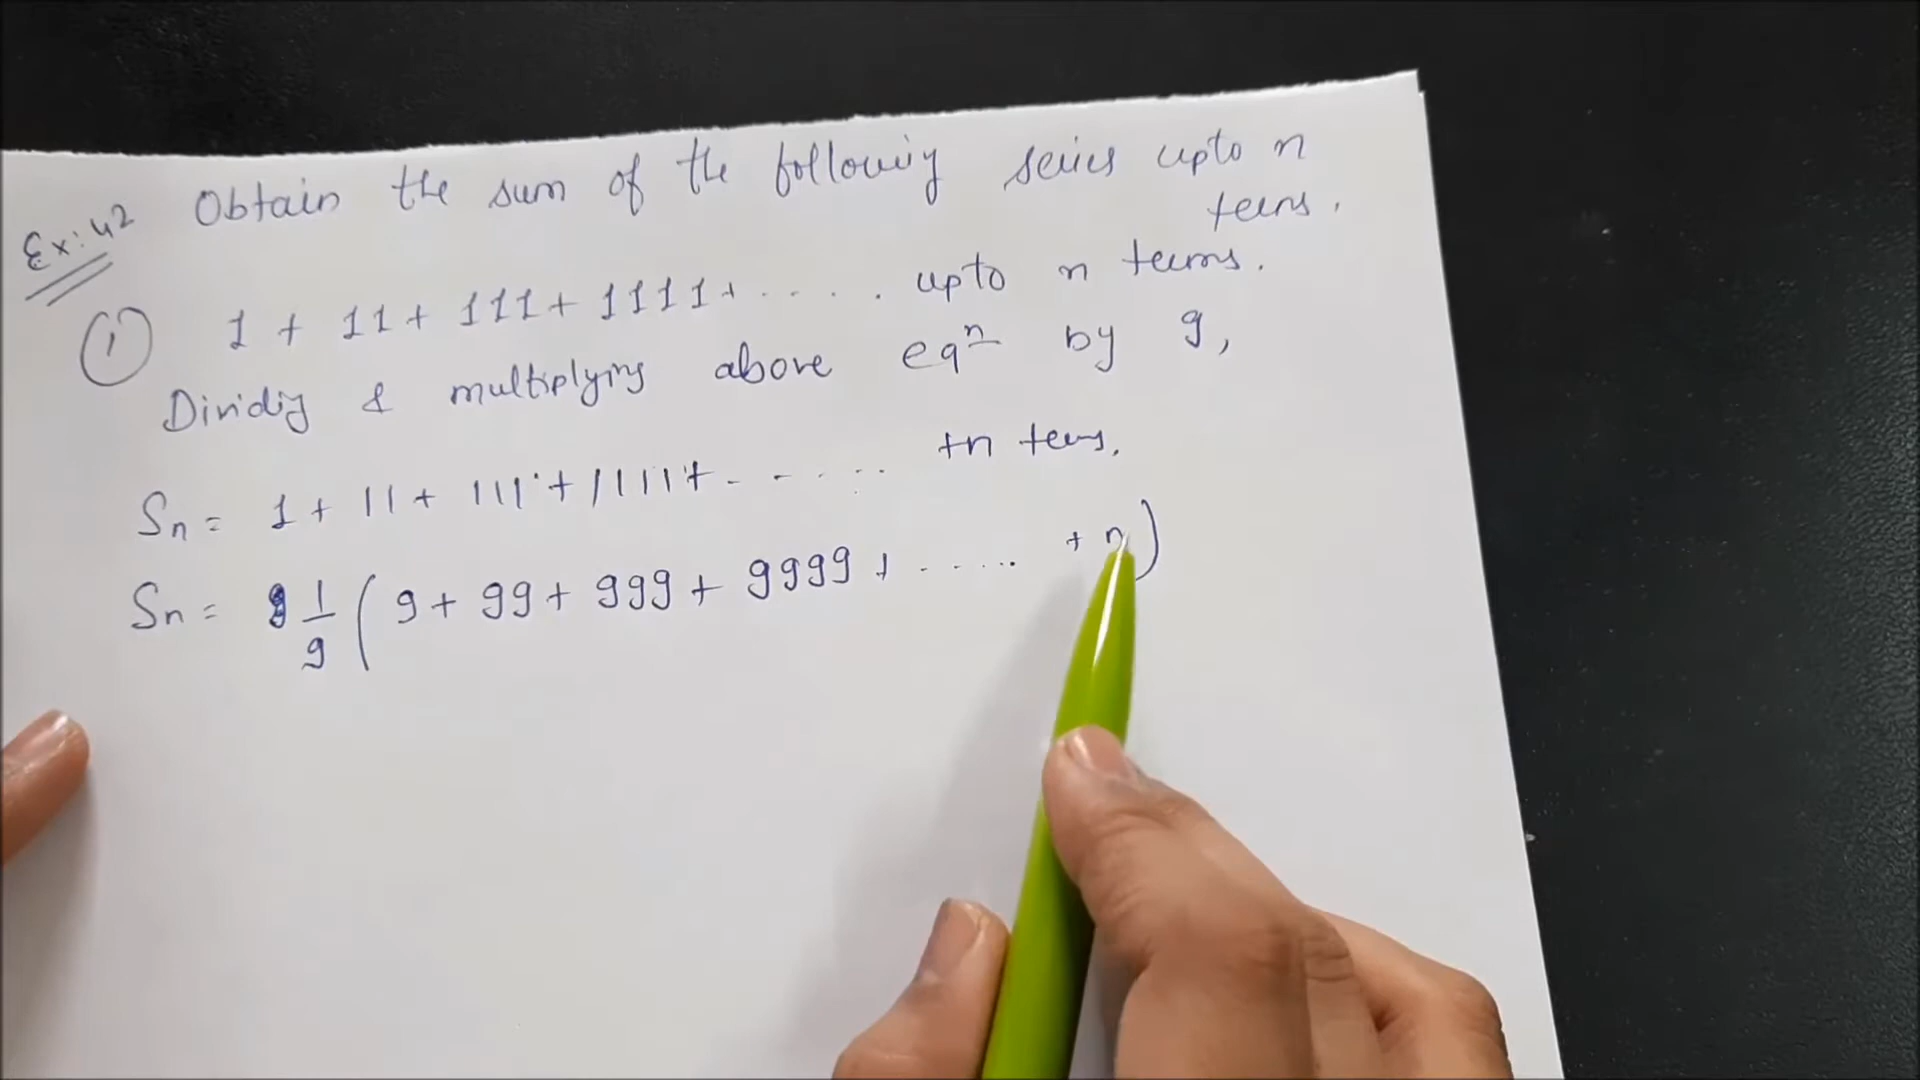 Ex: 42 Obtain the sum of the following series upto n
terms.
① 1 + 11 + 111 + 1111 + ..... upto n terms.
Dividing & multiplying above eqⁿ by 9,
Sn = 1 + 11 + 111 + 1111 + ..... +n terms.
Sn = 1/9 ( 9 + 99 + 999 + 9999 + ..... + n )